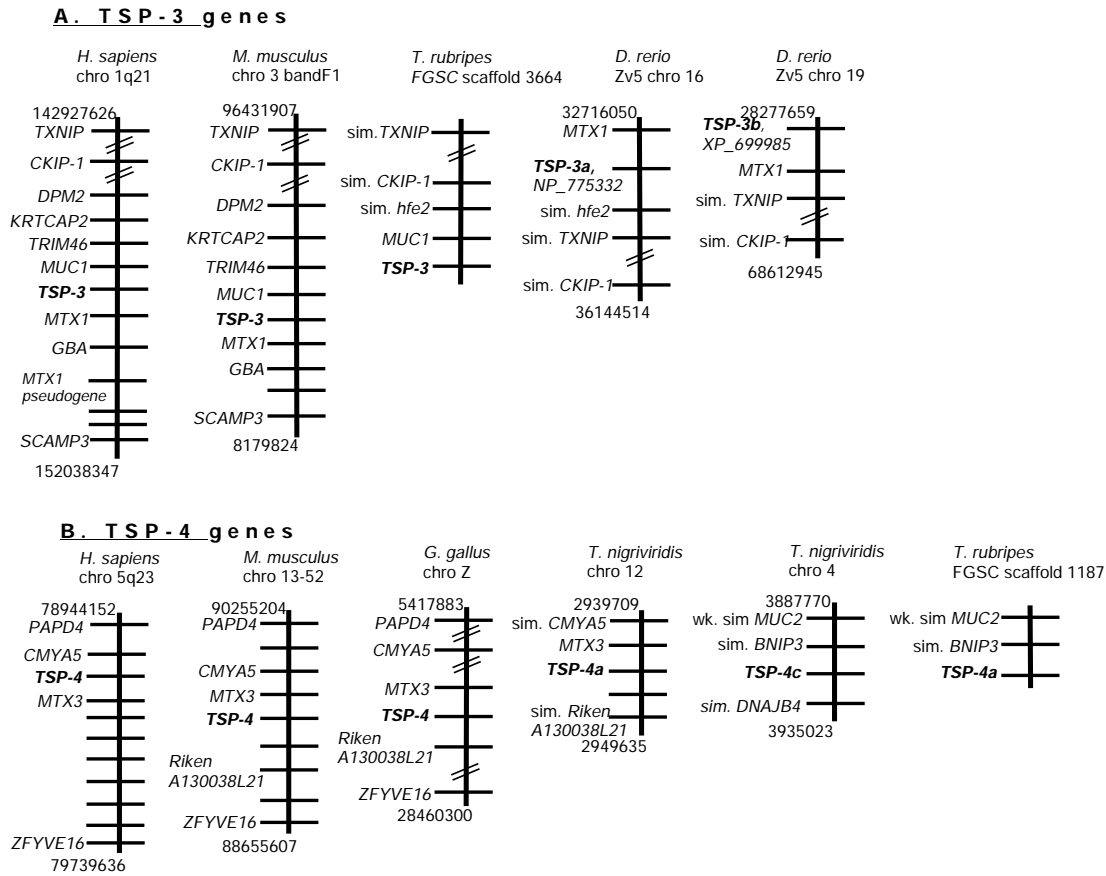 A. TSP-3 genes
H. sapiens
chro 1q21
142927626
TXNIP
CKIP-1
DPM2
KRTCAP2
TRIM46
MUC1
TSP-3
MTX1
GBA
MTX1
pseudogene
SCAMP3
152038347
M. musculus
chro 3 bandF1
96431907
TXNIP
CKIP-1
DPM2
KRTCAP2
TRIM46
MUC1
TSP-3
MTX1
GBA
SCAMP3
8179824
T. rubripes
FGSC scaffold 3664
sim.TXNIP
sim. CKIP-1
sim. hfe2
MUC1
TSP-3
D. rerio
Zv5 chro 16
32716050
MTX1
TSP-3a,
NP_775332
sim. hfe2
sim. TXNIP
sim. CKIP-1
36144514
D. rerio
Zv5 chro 19
28277659
TSP-3b,
XP_699985
MTX1
sim. TXNIP
sim. CKIP-1
68612945
B. TSP-4 genes
H. sapiens
chro 5q23
78944152
PAPD4
CMYA5
TSP-4
MTX3
ZFYVE16
79739636
M. musculus
chro 13-52
90255204
PAPD4
CMYA5
MTX3
TSP-4
Riken
A130038L21
ZFYVE16
88655607
G. gallus
chro Z
5417883
PAPD4
CMYA5
MTX3
TSP-4
Riken
A130038L21
ZFYVE16
28460300
T. nigriviridis
chro 12
2939709
sim. CMYA5
MTX3
TSP-4a
sim. Riken
A130038L21
2949635
T. nigriviridis
chro 4
3887770
wk. sim MUC2
sim. BNIP3
TSP-4c
sim. DNAJB4
3935023
T. rubripes
FGSC scaffold 1187
wk. sim MUC2
sim. BNIP3
TSP-4a